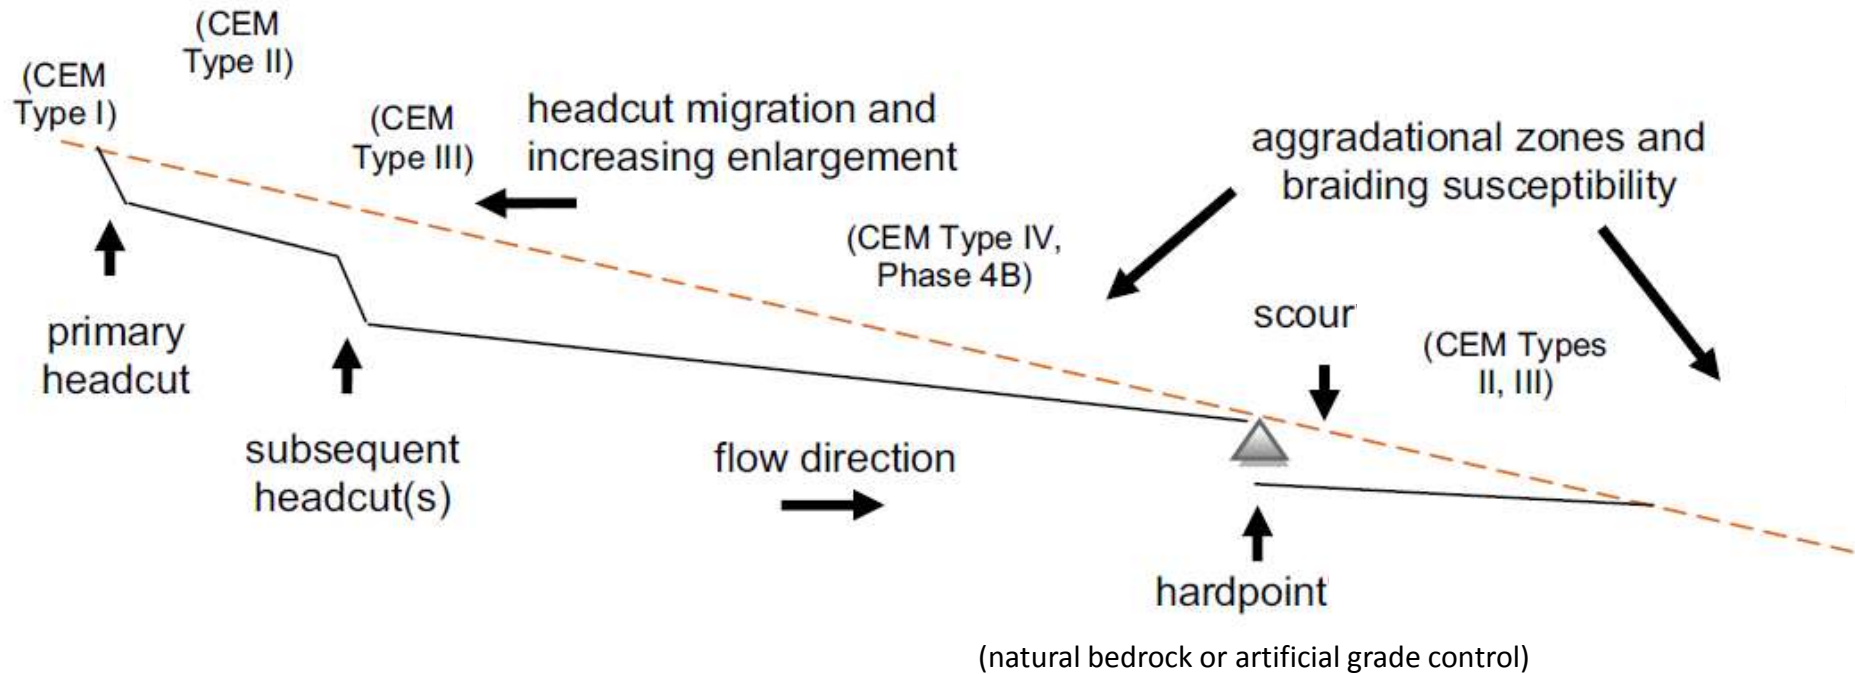 (CEM
Type I)
(CEM
Type II)
(CEM
Type III)
headcut migration and
increasing enlargement
aggradational zones and
braiding susceptibility
(CEM Type IV,
Phase 4B)
scour
(CEM Types
II, III)
primary
headcut
subsequent
headcut(s)
flow direction
hardpoint
(natural bedrock or artificial grade control)